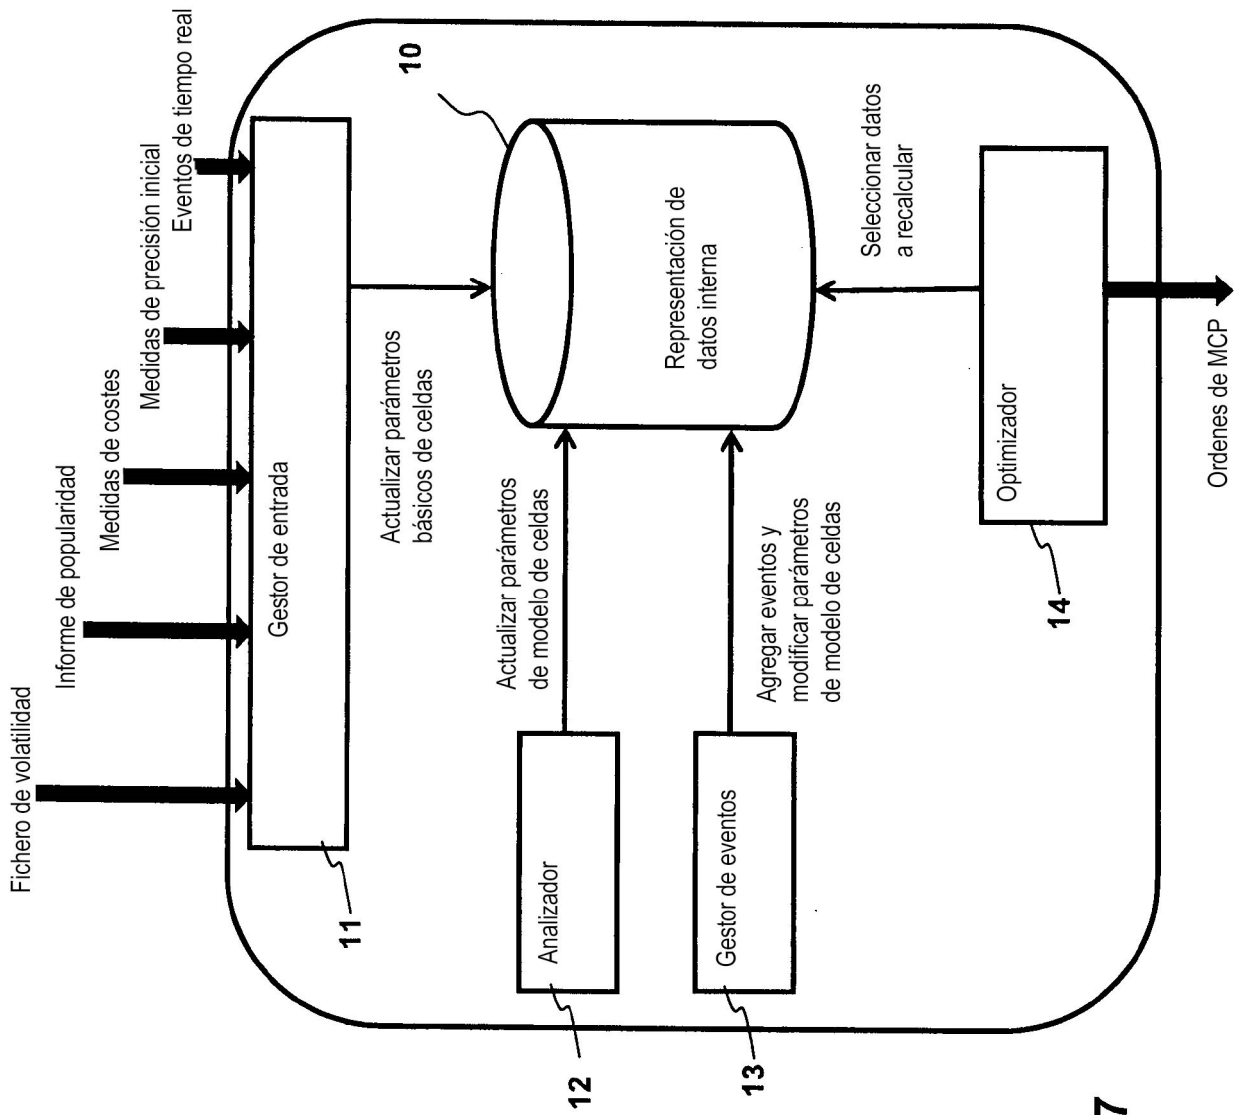 Fichero de volatilidad
Informe de popularidad
Medidas de costes
Medidas de precisión inicial
Eventos de tiempo real
Gestor de entrada
11
Actualizar parámetros
básicos de celdas
10
Analizador
12
Actualizar parámetros
de modelo de celdas
Representación de
datos interna
Gestor de eventos
13
Agregar eventos y
modificar parámetros
de modelo de celdas
Seleccionar datos
a recalcular
Optimizador
14
Ordenes de MCP
7